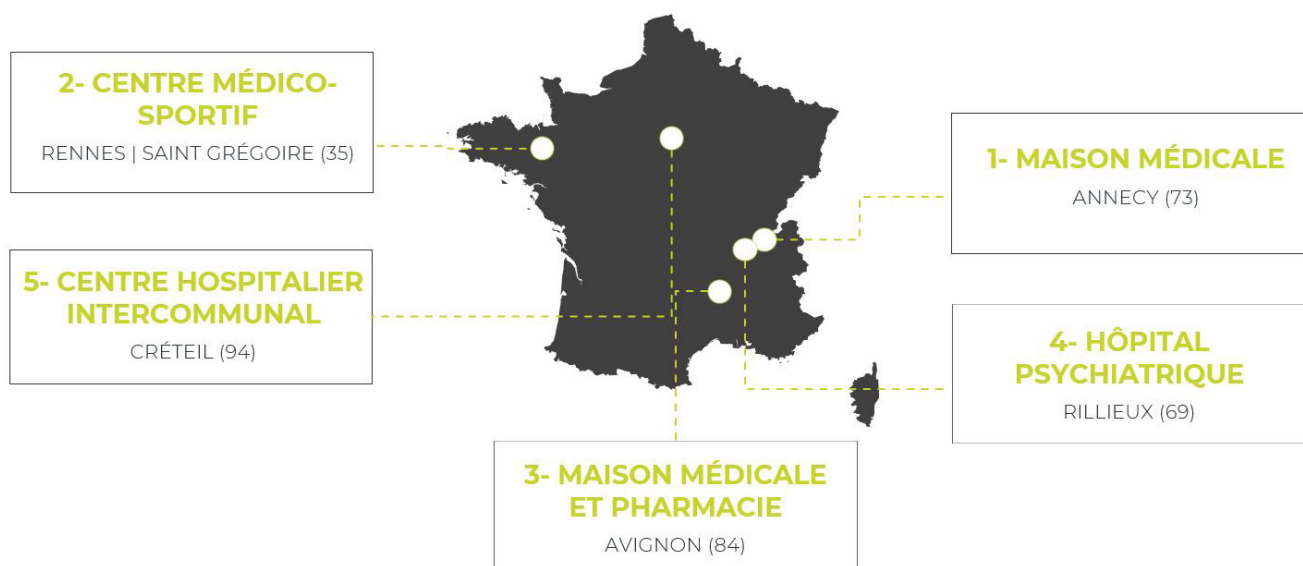 2- CENTRE MÉDICO-
SPORTIF
RENNES | SAINT GRÉGOIRE (35)
1- MAISON MÉDICALE
ANNECY (73)
5- CENTRE HOSPITALIER
INTERCOMMUNAL
CRÉTEIL (94)
4- HÔPITAL
PSYCHIATRIQUE
RILLIEUX (69)
3- MAISON MÉDICALE
ET PHARMACIE
AVIGNON (84)